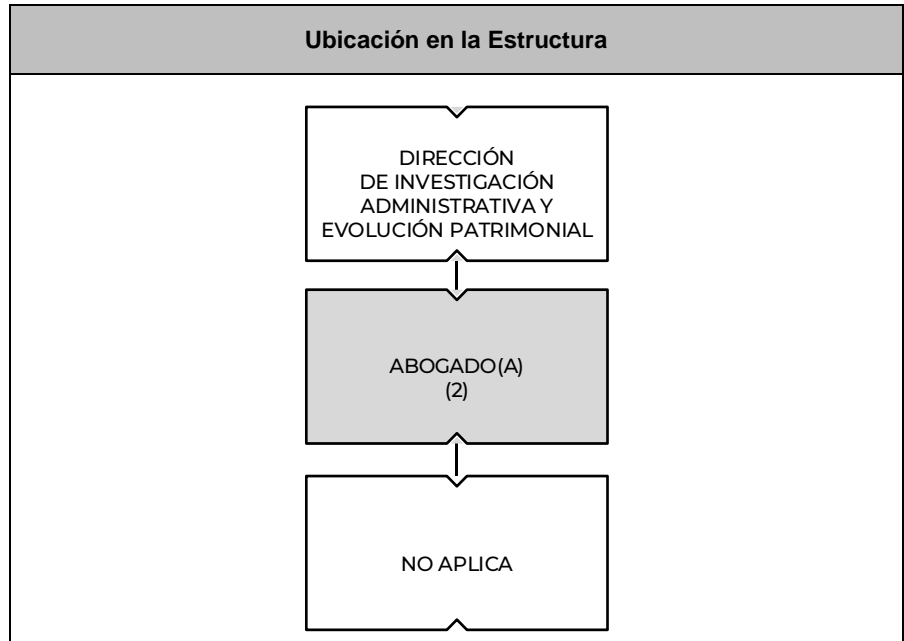 Ubicación en la Estructura
DIRECCIÓN
DE INVESTIGACIÓN
ADMINISTRATIVA Y
EVOLUCIÓN PATRIMONIAL
ABOGADO(A)
(2)
NO APLICA